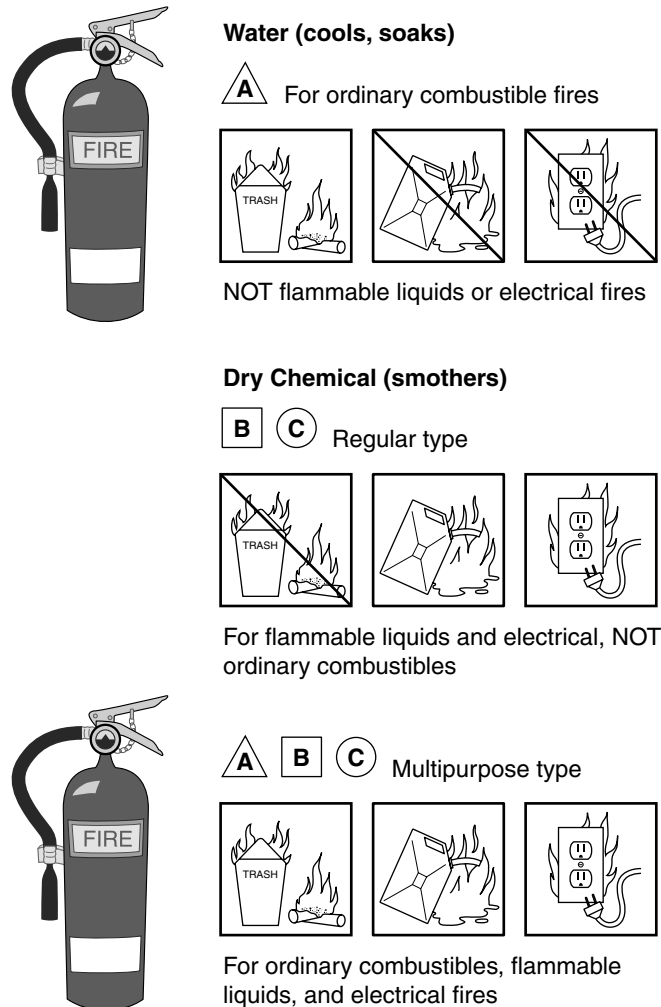 Water (cools, soaks)
A For ordinary combustible fires
FIRE
TRASH
NOT flammable liquids or electrical fires
Dry Chemical (smothers)
B C Regular type
TRASH
For flammable liquids and electrical, NOT
ordinary combustibles
A B C Multipurpose type
FIRE
TRASH
For ordinary combustibles, flammable
liquids, and electrical fires